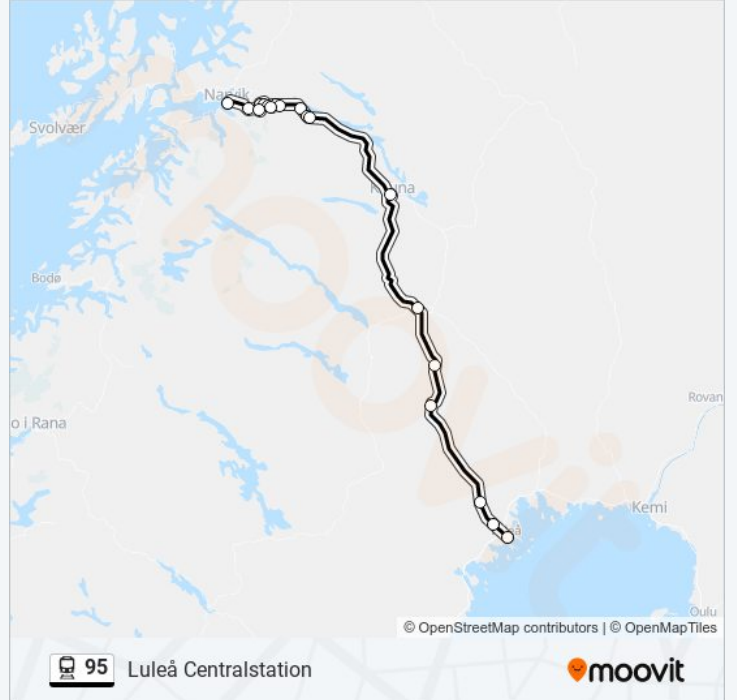 Narvik
Svolvær
Kiruna
Bodø
o i Rana
Rovan
Kemi
Oulu
© OpenStreetMap contributors | © OpenMapTiles
95 Luleå Centralstation
moovit